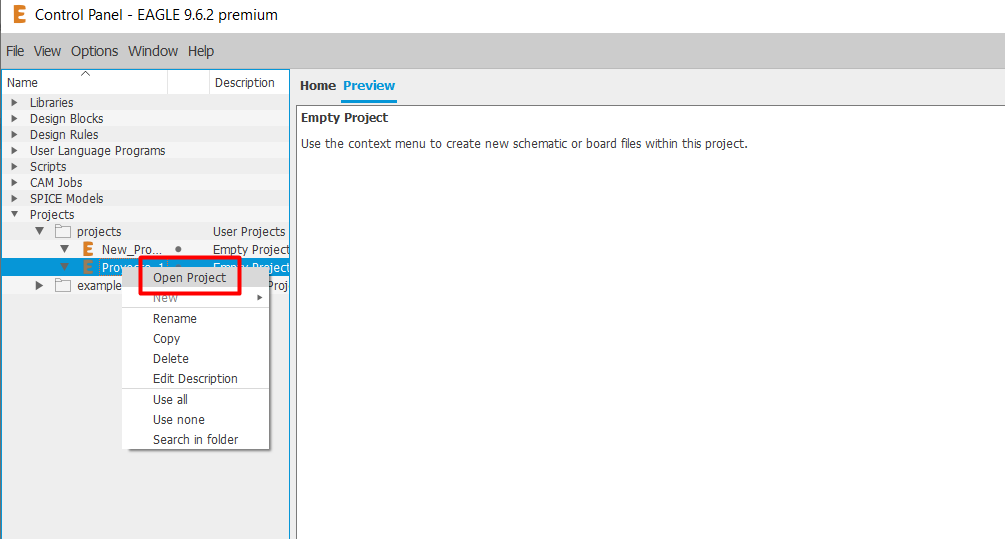 Control Panel - EAGLE 9.6.2 premium
File View Options Window Help
Name Description
Home Preview
Libraries
Design Blocks
Design Rules
User Language Programs
Scripts
CAM Jobs
SPICE Models
Projects
projects User Projects
New_Pro... Empty Project
Empty Project
example
Open Project
New
Rename
Copy
Delete
Edit Description
Use all
Use none
Search in folder
Empty Project
Use the context menu to create new schematic or board files within this project.